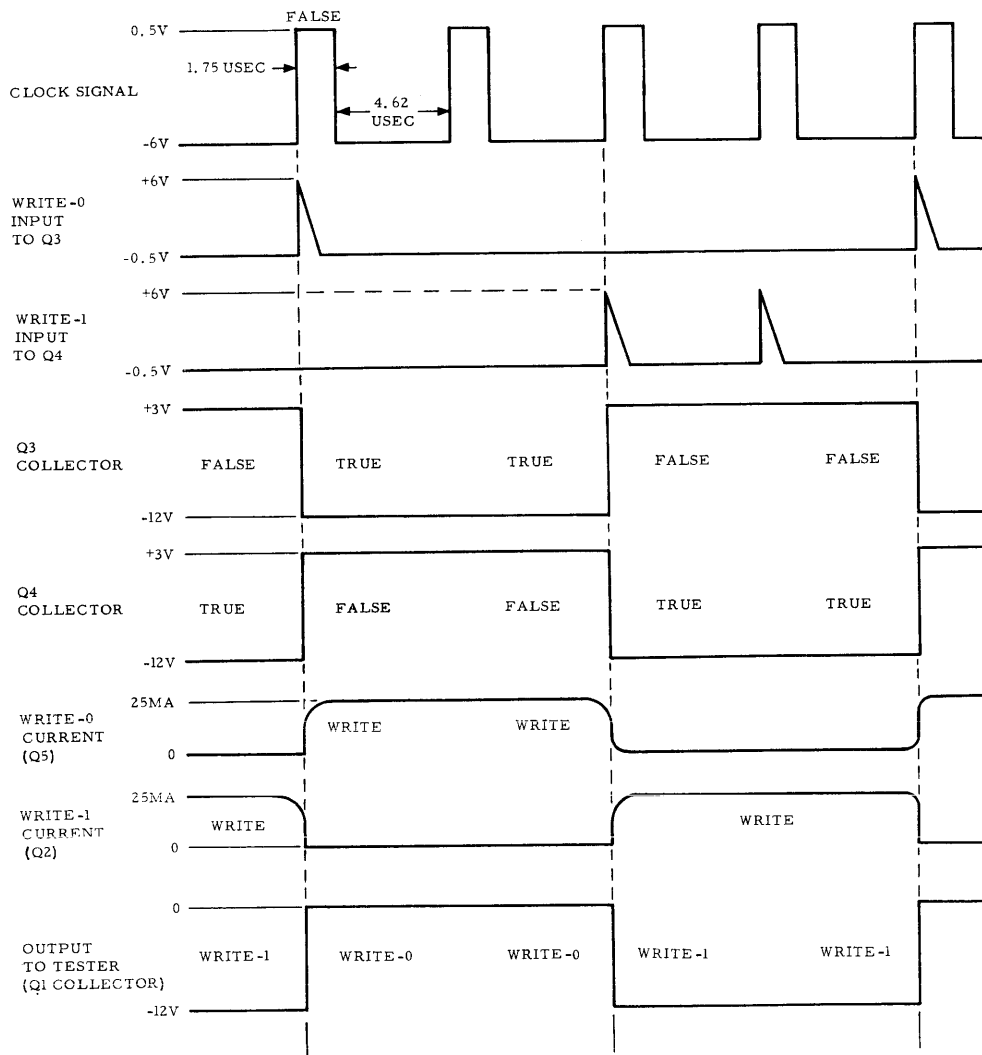 FALSE
0.5V
1.75 USEC
CLOCK SIGNAL
4.62
USEC
-6V
+6V
WRITE-0
INPUT
TO Q3
-0.5V
+6V
WRITE-1
INPUT
TO Q4
-0.5V
+3V
Q3
COLLECTOR
FALSE TRUE TRUE FALSE FALSE
-12V
+3V
Q4
COLLECTOR
TRUE FALSE FALSE TRUE TRUE
-12V
25MA
WRITE-0
CURRENT
(Q5)
WRITE WRITE
0
25MA
WRITE-1
CURRENT
(Q2)
WRITE WRITE
0
0
OUTPUT
TO TESTER
(Q1 COLLECTOR)
WRITE-1 WRITE-0 WRITE-0 WRITE-1 WRITE-1
-12V